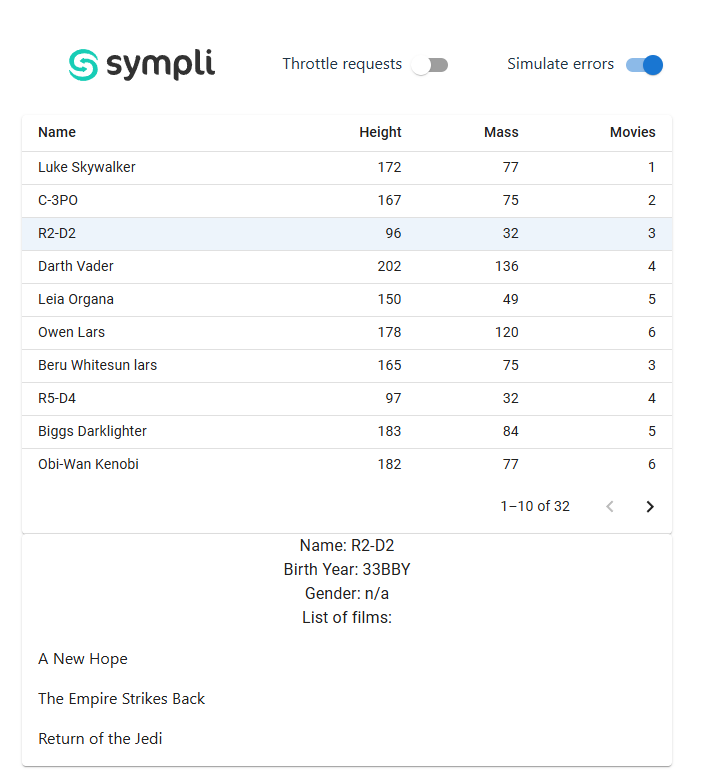 sympli Throttle requests Simulate errors
Name Height Mass Movies
Luke Skywalker 172 77 1
C-3PO 167 75 2
R2-D2 96 32 3
Darth Vader 202 136 4
Leia Organa 150 49 5
Owen Lars 178 120 6
Beru Whitesun lars 165 75 3
R5-D4 97 32 4
Biggs Darklighter 183 84 5
Obi-Wan Kenobi 182 77 6
1–10 of 32
Name: R2-D2
Birth Year: 33BBY
Gender: n/a
List of films:
A New Hope
The Empire Strikes Back
Return of the Jedi